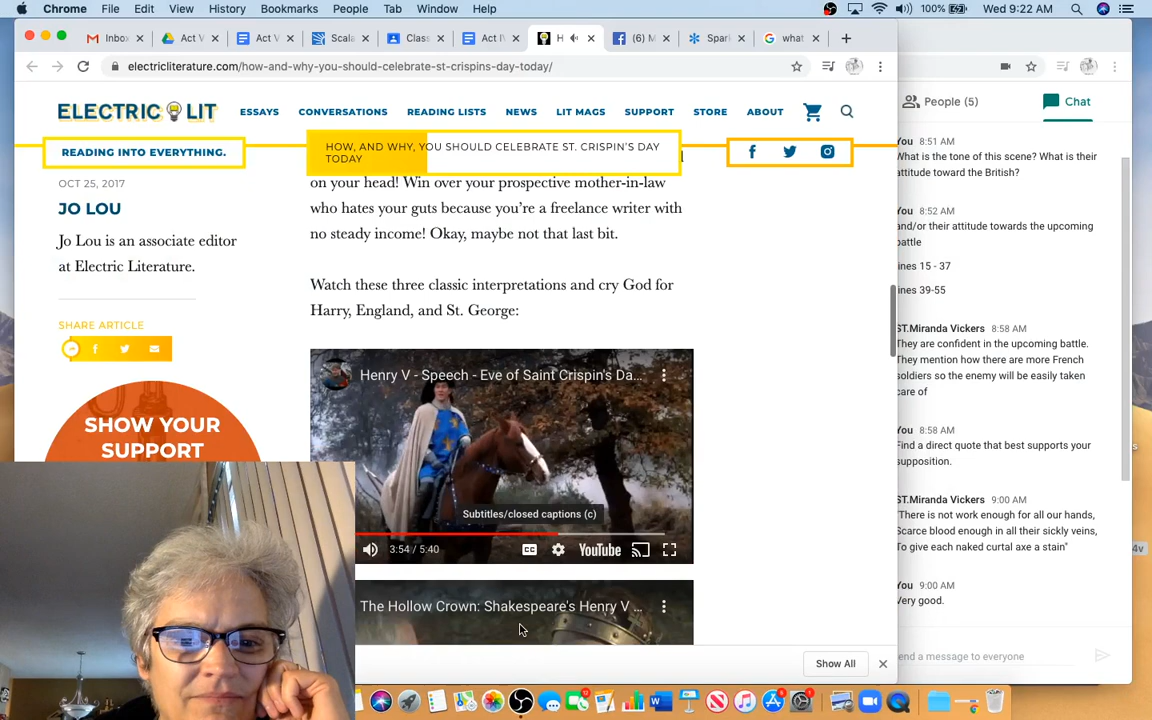 Chrome File Edit View History Bookmarks People Tab Window Help 100% Wed 9:22 AM
Inbox Act V Act V Scala Class Act IV H (6) M Spark what
electricliterature.com/how-and-why-you-should-celebrate-st-crispins-day-today/
ELECTRIC LIT
ESSAYS CONVERSATIONS READING LISTS NEWS LIT MAGS SUPPORT STORE ABOUT
READING INTO EVERYTHING.
HOW, AND WHY, YOU SHOULD CELEBRATE ST. CRISPIN'S DAY
TODAY
OCT 25, 2017
JO LOU
Jo Lou is an associate editor
at Electric Literature.
SHARE ARTICLE
SHOW YOUR
SUPPORT
on your head! Win over your prospective mother-in-law
who hates your guts because you're a freelance writer with
no steady income! Okay, maybe not that last bit.
Watch these three classic interpretations and cry God for
Harry, England, and St. George:
Henry V - Speech - Eve of Saint Crispin's Da...
Subtitles/closed captions (c)
3:54 / 5:40
YouTube
The Hollow Crown: Shakespeare's Henry V ...
Show All
People (5) Chat
You 8:51 AM
What is the tone of this scene? What is their
attitude toward the British?
You 8:52 AM
and/or their attitude towards the upcoming
battle
ines 15 - 37
ines 39-55
ST.Miranda Vickers 8:58 AM
They are confident in the upcoming battle.
They mention how there are more French
soldiers so the enemy will be easily taken
care of
You 8:58 AM
Find a direct quote that best supports your
supposition.
ST.Miranda Vickers 9:00 AM
"There is not work enough for all our hands,
Scarce blood enough in all their sickly veins,
To give each naked curtal axe a stain"
You 9:00 AM
Very good.
end a message to everyone